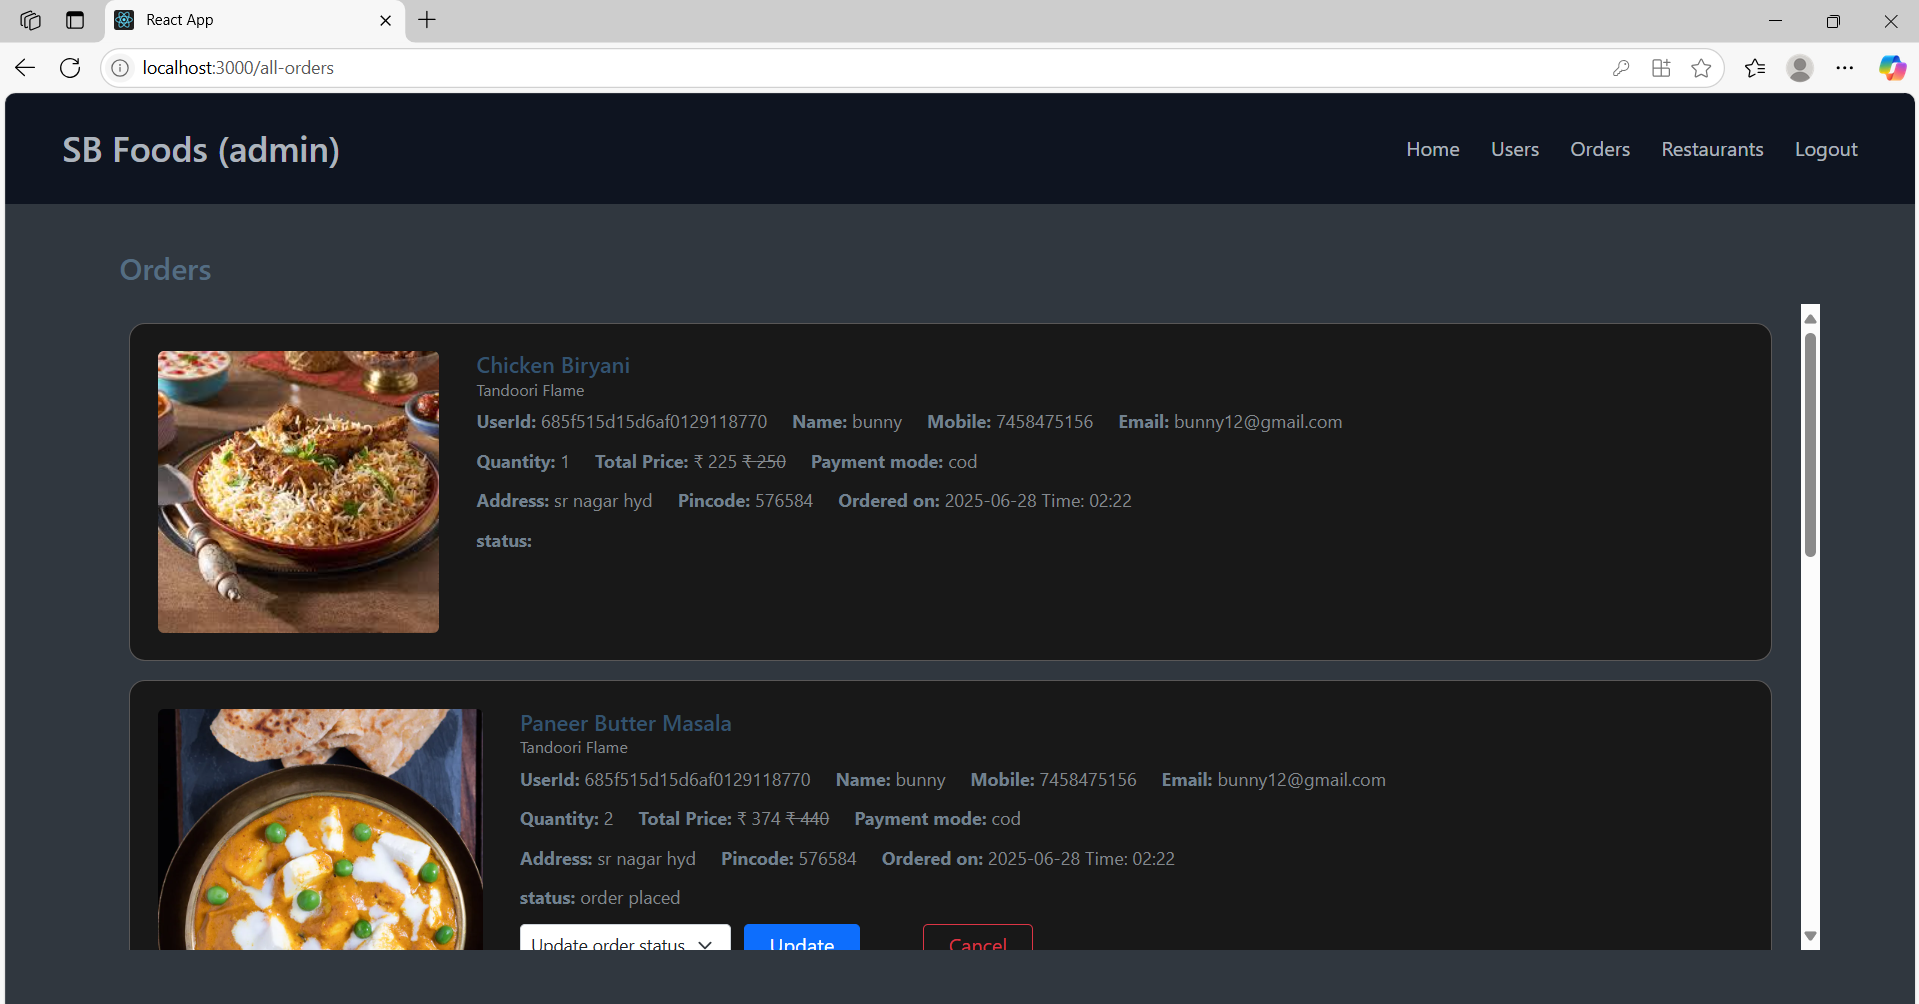 React App
localhost:3000/all-orders
SB Foods (admin)
Home Users Orders Restaurants Logout
Orders
Chicken Biryani
Tandoori Flame
UserId: 685f515d15d6af0129118770 Name: bunny Mobile: 7458475156 Email: bunny12@gmail.com
Quantity: 1 Total Price: ₹ 225 ₹ 250 Payment mode: cod
Address: sr nagar hyd Pincode: 576584 Ordered on: 2025-06-28 Time: 02:22
status:
Paneer Butter Masala
Tandoori Flame
UserId: 685f515d15d6af0129118770 Name: bunny Mobile: 7458475156 Email: bunny12@gmail.com
Quantity: 2 Total Price: ₹ 374 ₹ 440 Payment mode: cod
Address: sr nagar hyd Pincode: 576584 Ordered on: 2025-06-28 Time: 02:22
status: order placed
Update order status Update Cancel